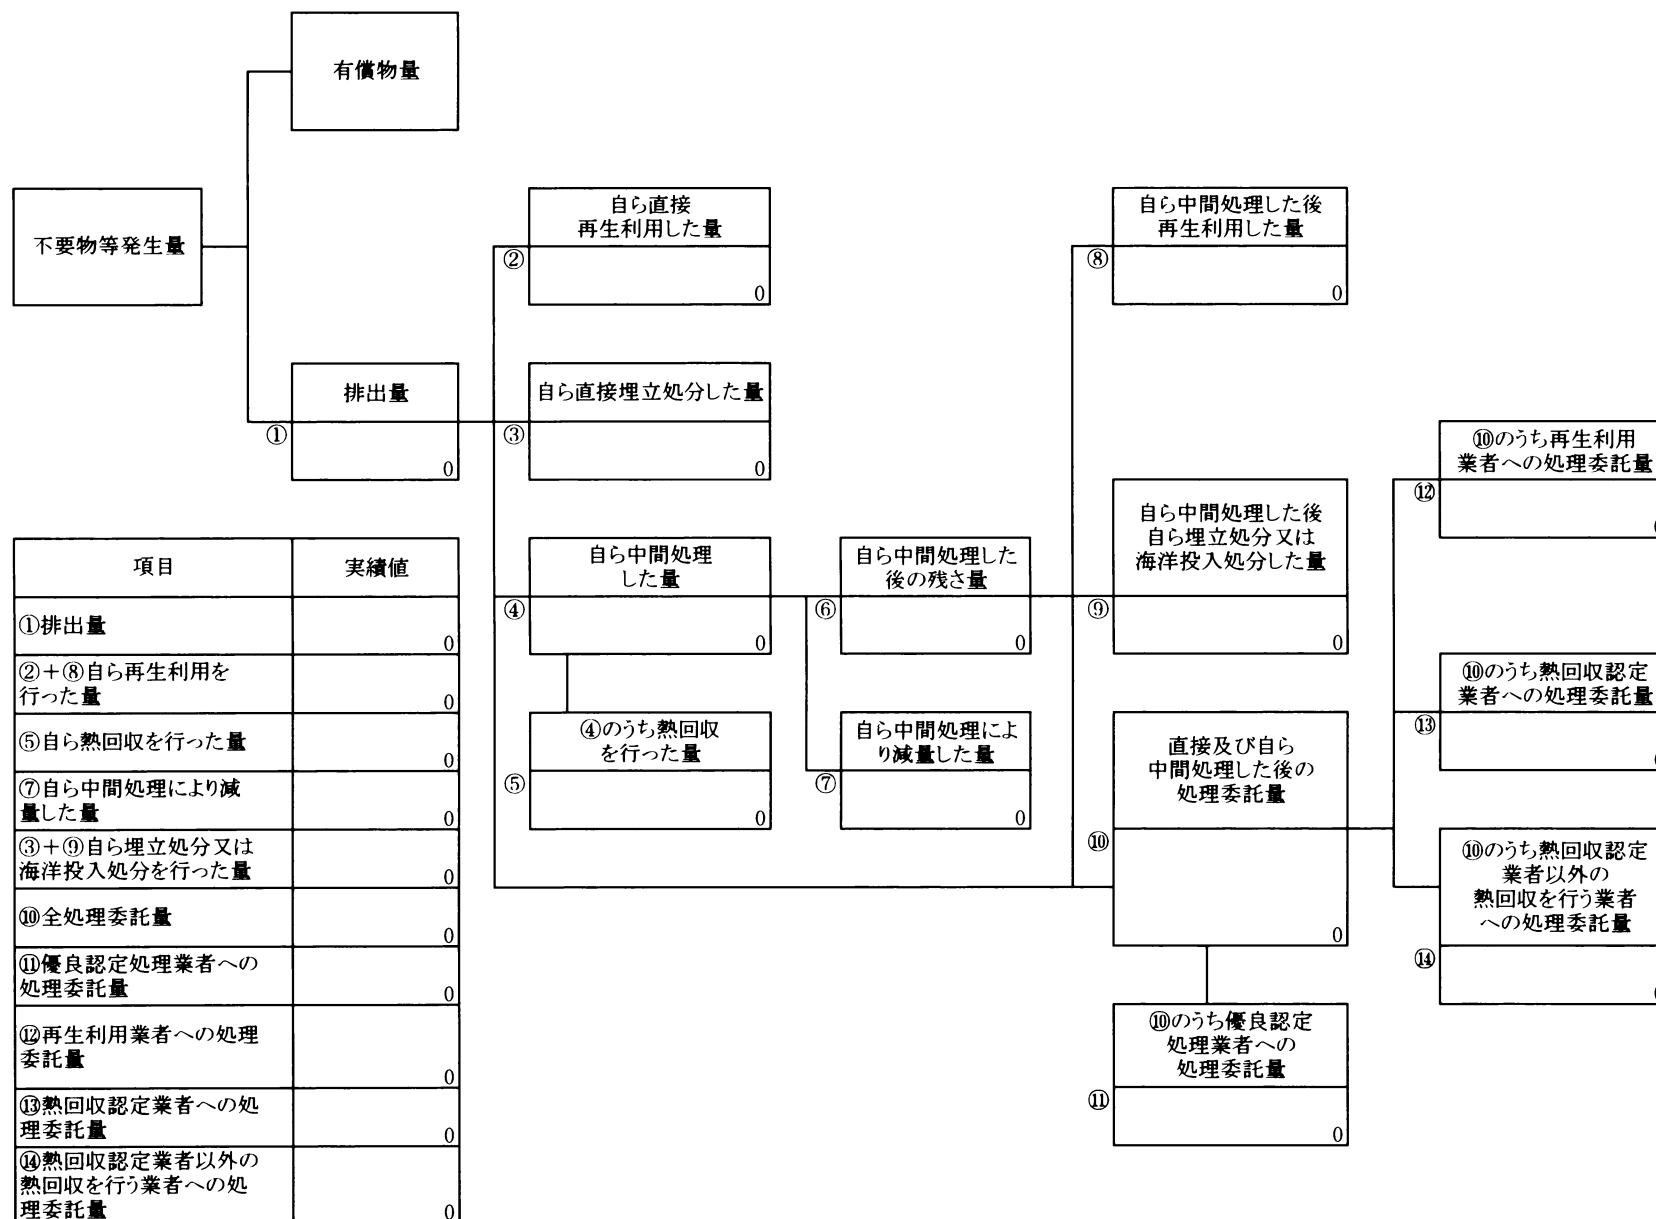 有償物量
不要物等発生量
排出量
①
0
自ら直接
再生利用した量
②
0
自ら直接埋立処分した量
③
0
自ら中間処理
した量
④
0
④のうち熱回収
を行った量
⑤
0
自ら中間処理した
後の残さ量
⑥
0
自ら中間処理によ
り減量した量
⑦
0
自ら中間処理した後
再生利用した量
⑧
0
自ら中間処理した後
自ら埋立処分又は
海洋投入処分した量
⑨
0
直接及び自ら
中間処理した後の
処理委託量
⑩
0
⑩のうち優良認定
処理業者への
処理委託量
⑪
0
⑩のうち再生利用
業者への処理委託量
⑫
⑩のうち熱回収認定
業者への処理委託量
⑬
⑩のうち熱回収認定
業者以外の
熱回収を行う業者
への処理委託量
⑭
項目 実績値
①排出量
0
②+⑧自ら再生利用を
行った量
0
⑤自ら熱回収を行った量
0
⑦自ら中間処理により減
量した量
0
③+⑨自ら埋立処分又は
海洋投入処分を行った量
0
⑩全処理委託量
0
⑪優良認定処理業者への
処理委託量
0
⑫再生利用業者への処理
委託量
0
⑬熱回収認定業者への処
理委託量
0
⑭熱回収認定業者以外の
熱回収を行う業者への処
理委託量
0